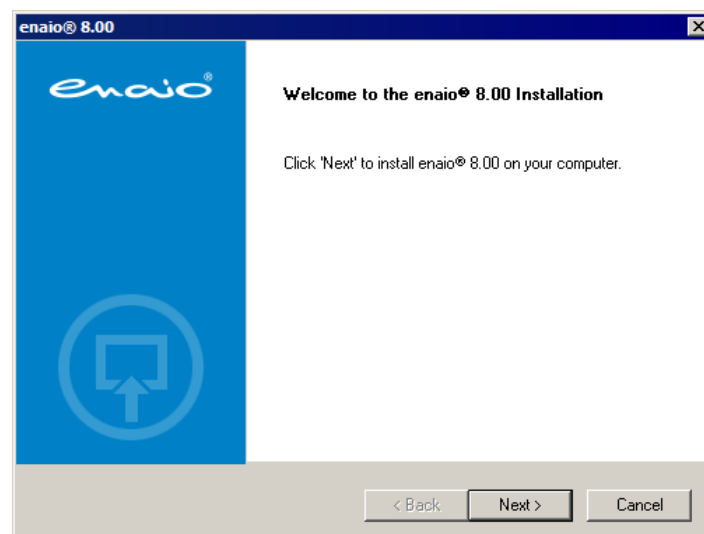 enaio® 8.00
enaio®
Welcome to the enaio® 8.00 Installation
Click 'Next' to install enaio® 8.00 on your computer.
< Back
Next >
Cancel